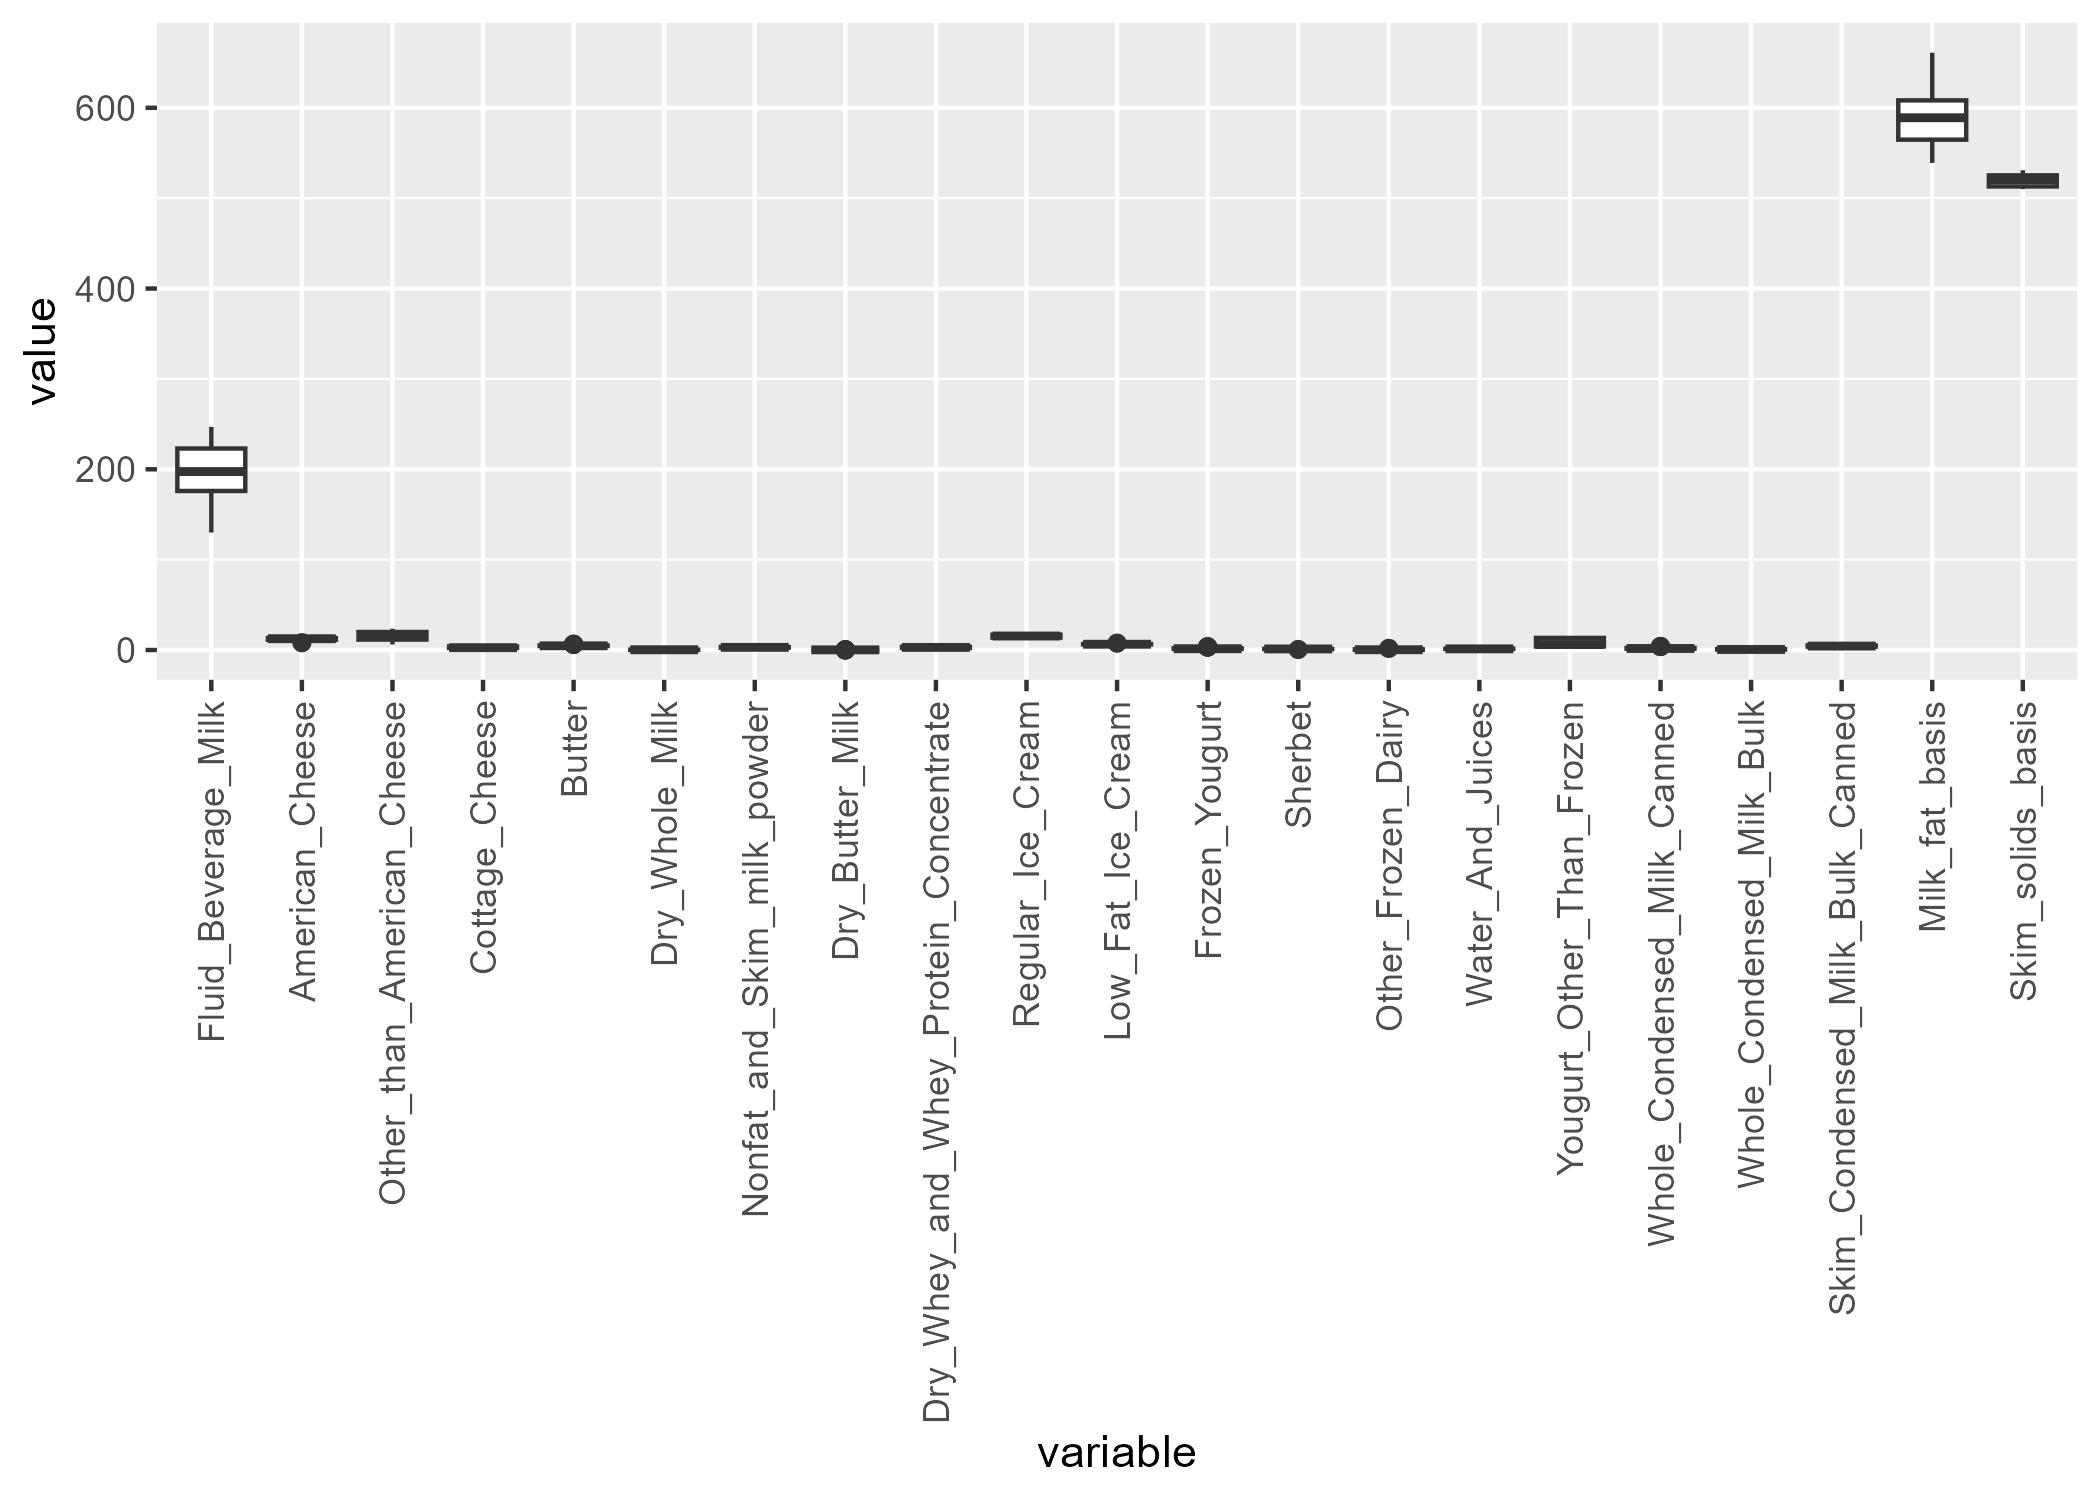 value
600
400
200
0
Fluid_Beverage_Milk
American_Cheese
Other_than_American_Cheese
Cottage_Cheese
Butter
Dry_Whole_Milk
Nonfat_and_Skim_milk_powder
Dry_Butter_Milk
Dry_Whey_and_Whey_Protein_Concentrate
Regular_Ice_Cream
Low_Fat_Ice_Cream
Frozen_Yougurt
Sherbet
Other_Frozen_Dairy
Water_And_Juices
Yougurt_Other_Than_Frozen
Whole_Condensed_Milk_Canned
Whole_Condensed_Milk_Bulk
Skim_Condensed_Milk_Bulk_Canned
Milk_fat_basis
Skim_solids_basis
variable